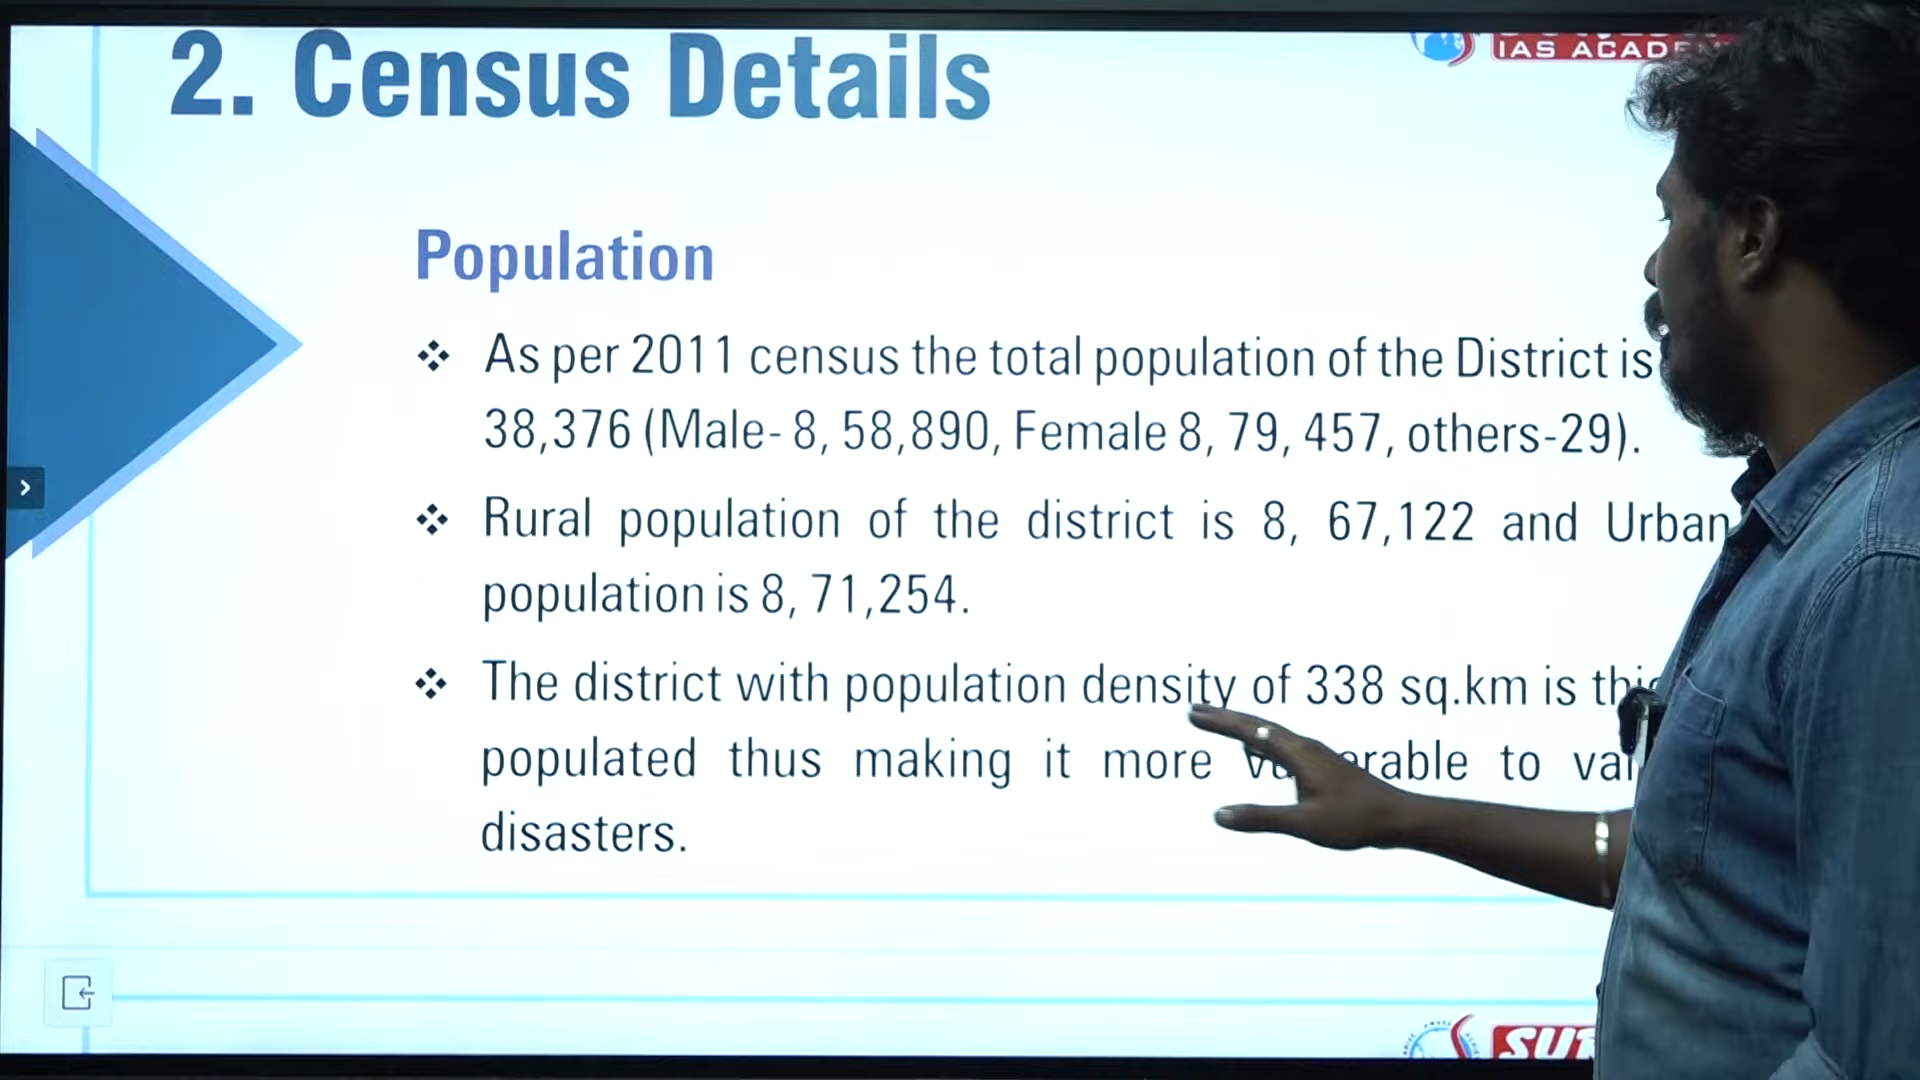 2. Census Details
IAS ACADEM
Population
As per 2011 census the total population of the District is
38,376 (Male- 8, 58,890, Female 8, 79, 457, others-29).
Rural population of the district is 8, 67,122 and Urban
population is 8, 71,254.
The district with population density of 338 sq.km is
populated thus making it more to
disasters.